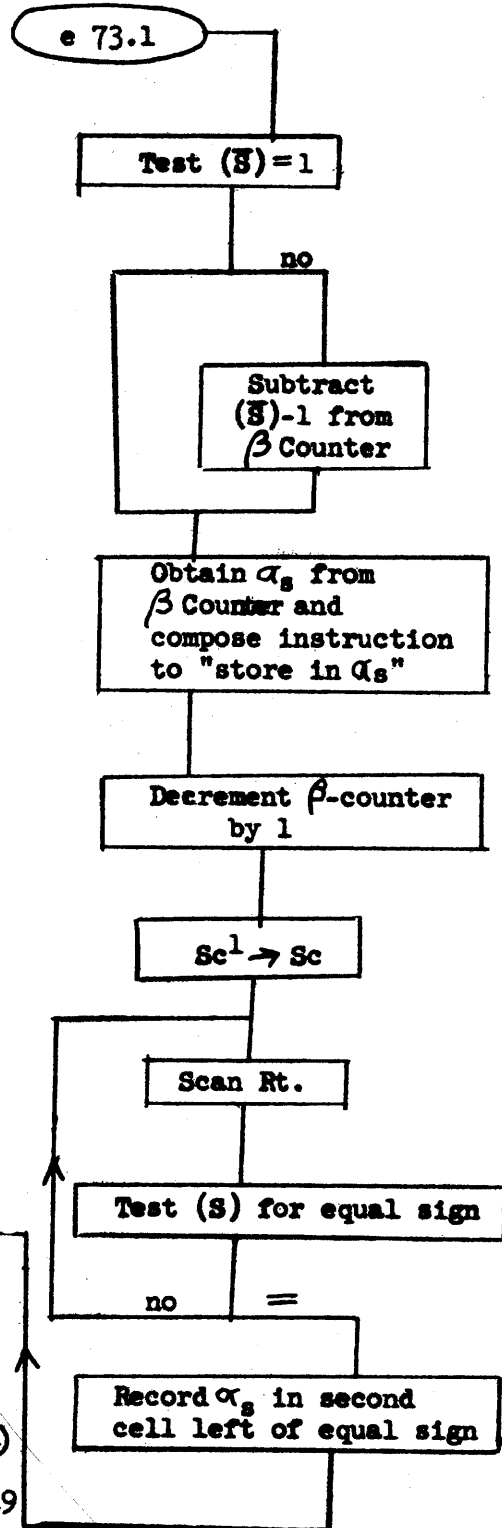 e 73.1
Test (S̅)=1
no
Subtract
(S̅)-1 from
β Counter
Obtain αs from
β Counter and
compose instruction
to "store in αs"
Decrement β-counter
by 1
Sc¹ → Sc
Scan Rt.
Test (S) for equal sign
no =
Record αs in second
cell left of equal sign
)
9